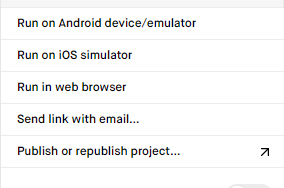 Run on Android device/emulator
Run on iOS simulator
Run in web browser
Send link with email...
Publish or republish project...